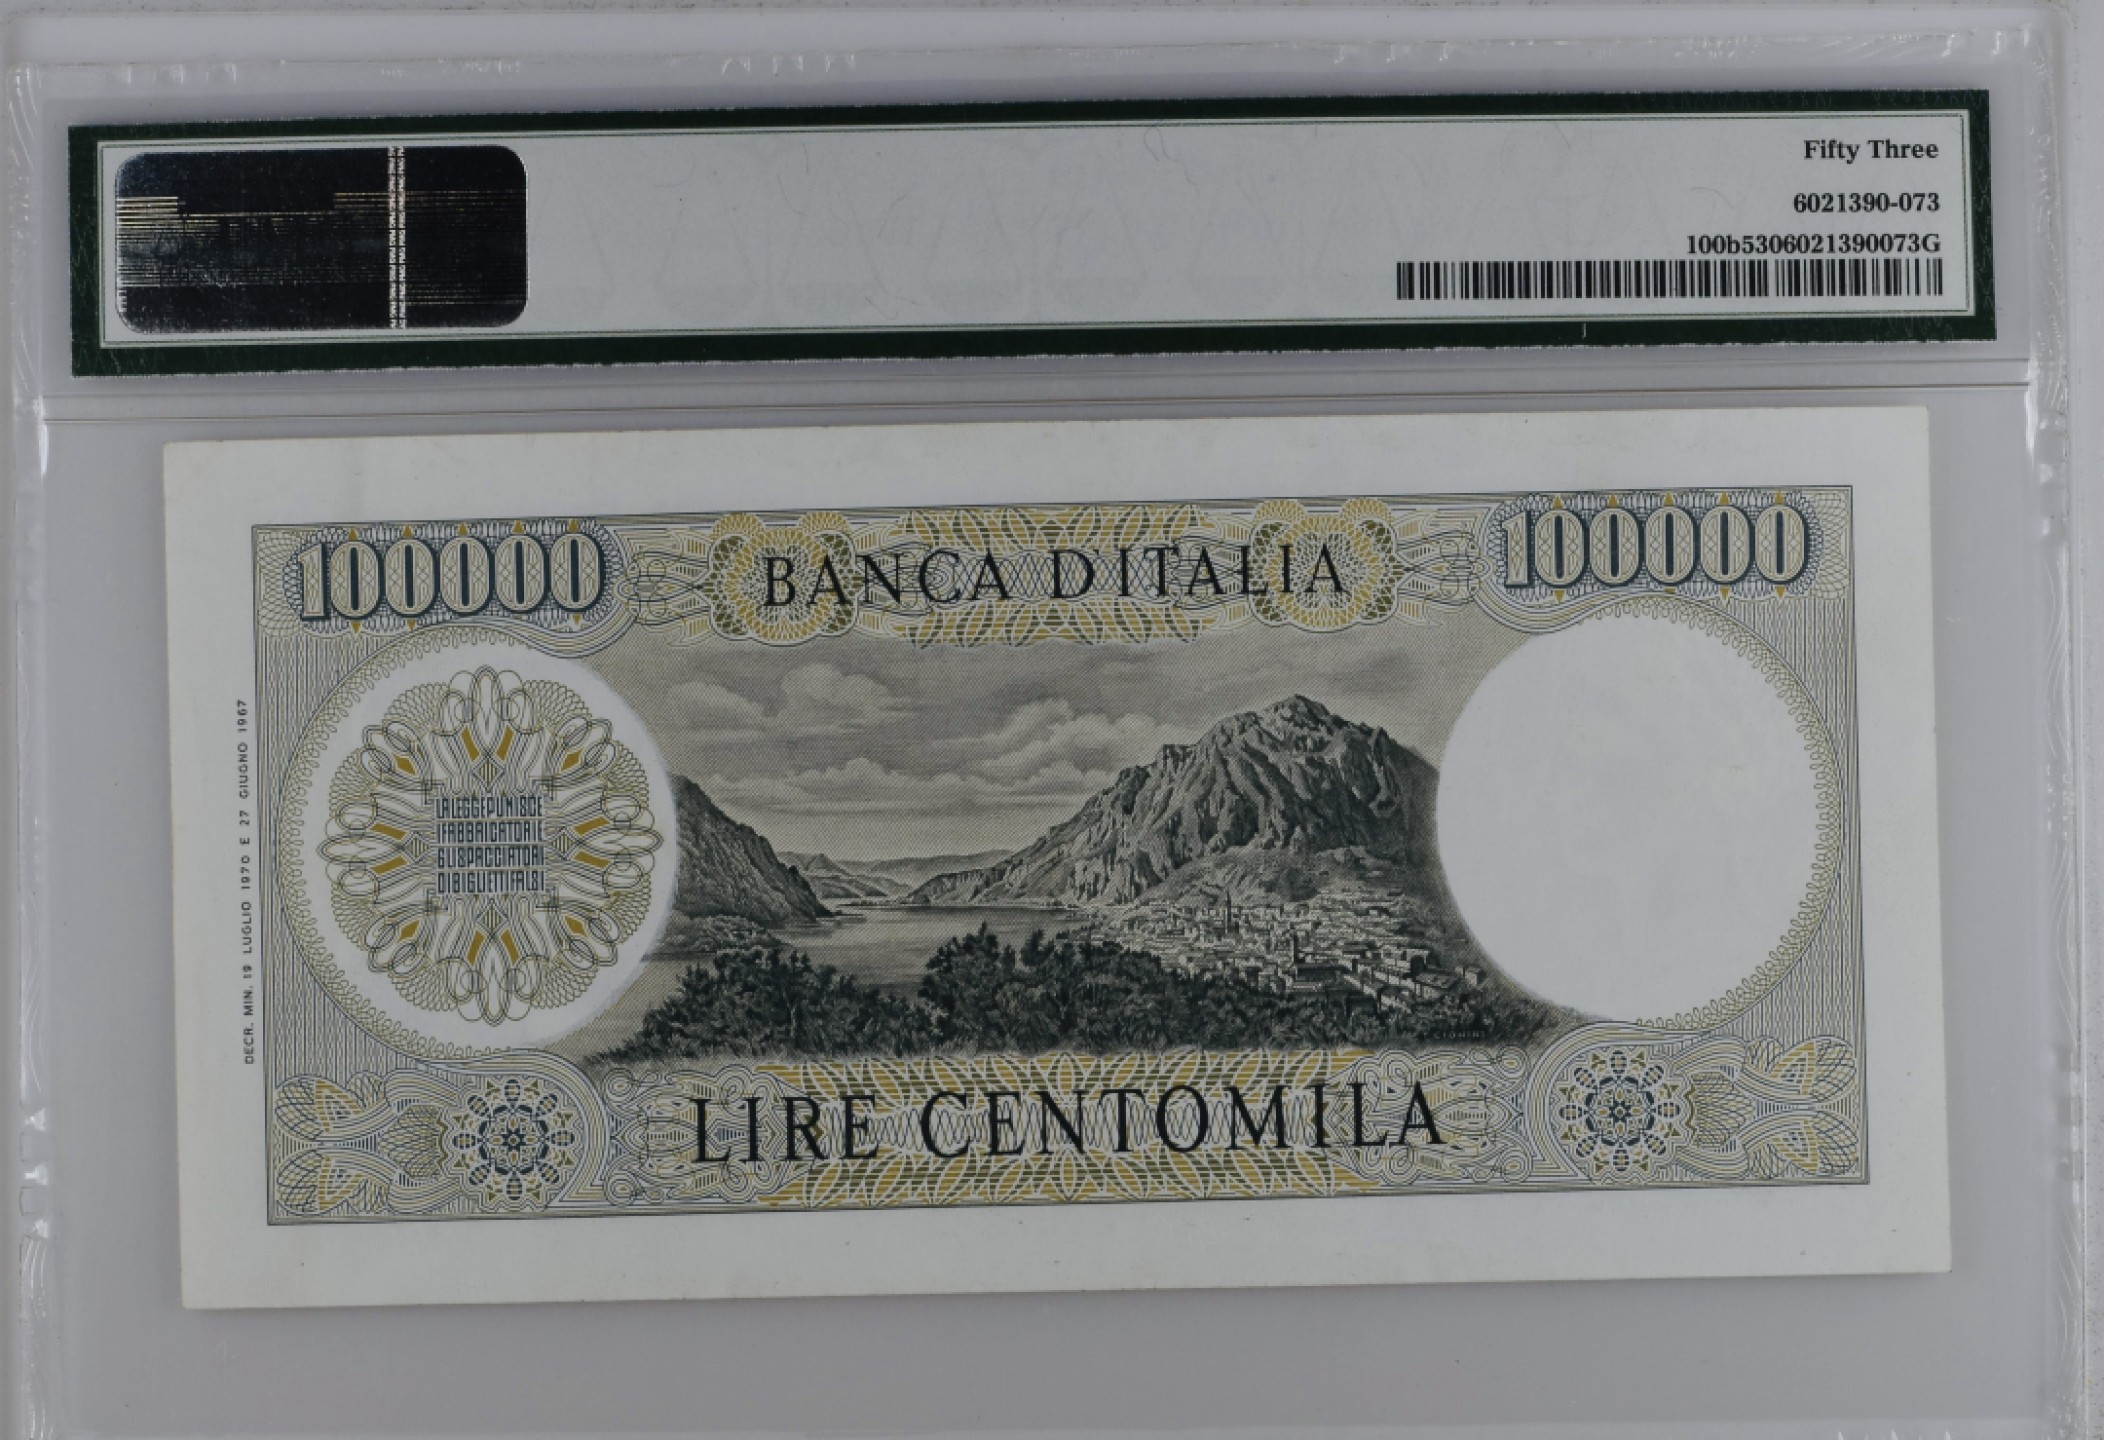 Fifty Three
6021390-073
100b5306021390073G
100000
BANCA D'ITALIA
100000
DECR. MIN. 19 LUGLIO 1970 E 27 GIUGNO 1967
LA LEGGE PUNISCE
I FABBRICATORI E
GLI SPACCIATORI
DI BIGLIETTI FALSI
LIRE CENTOMILA